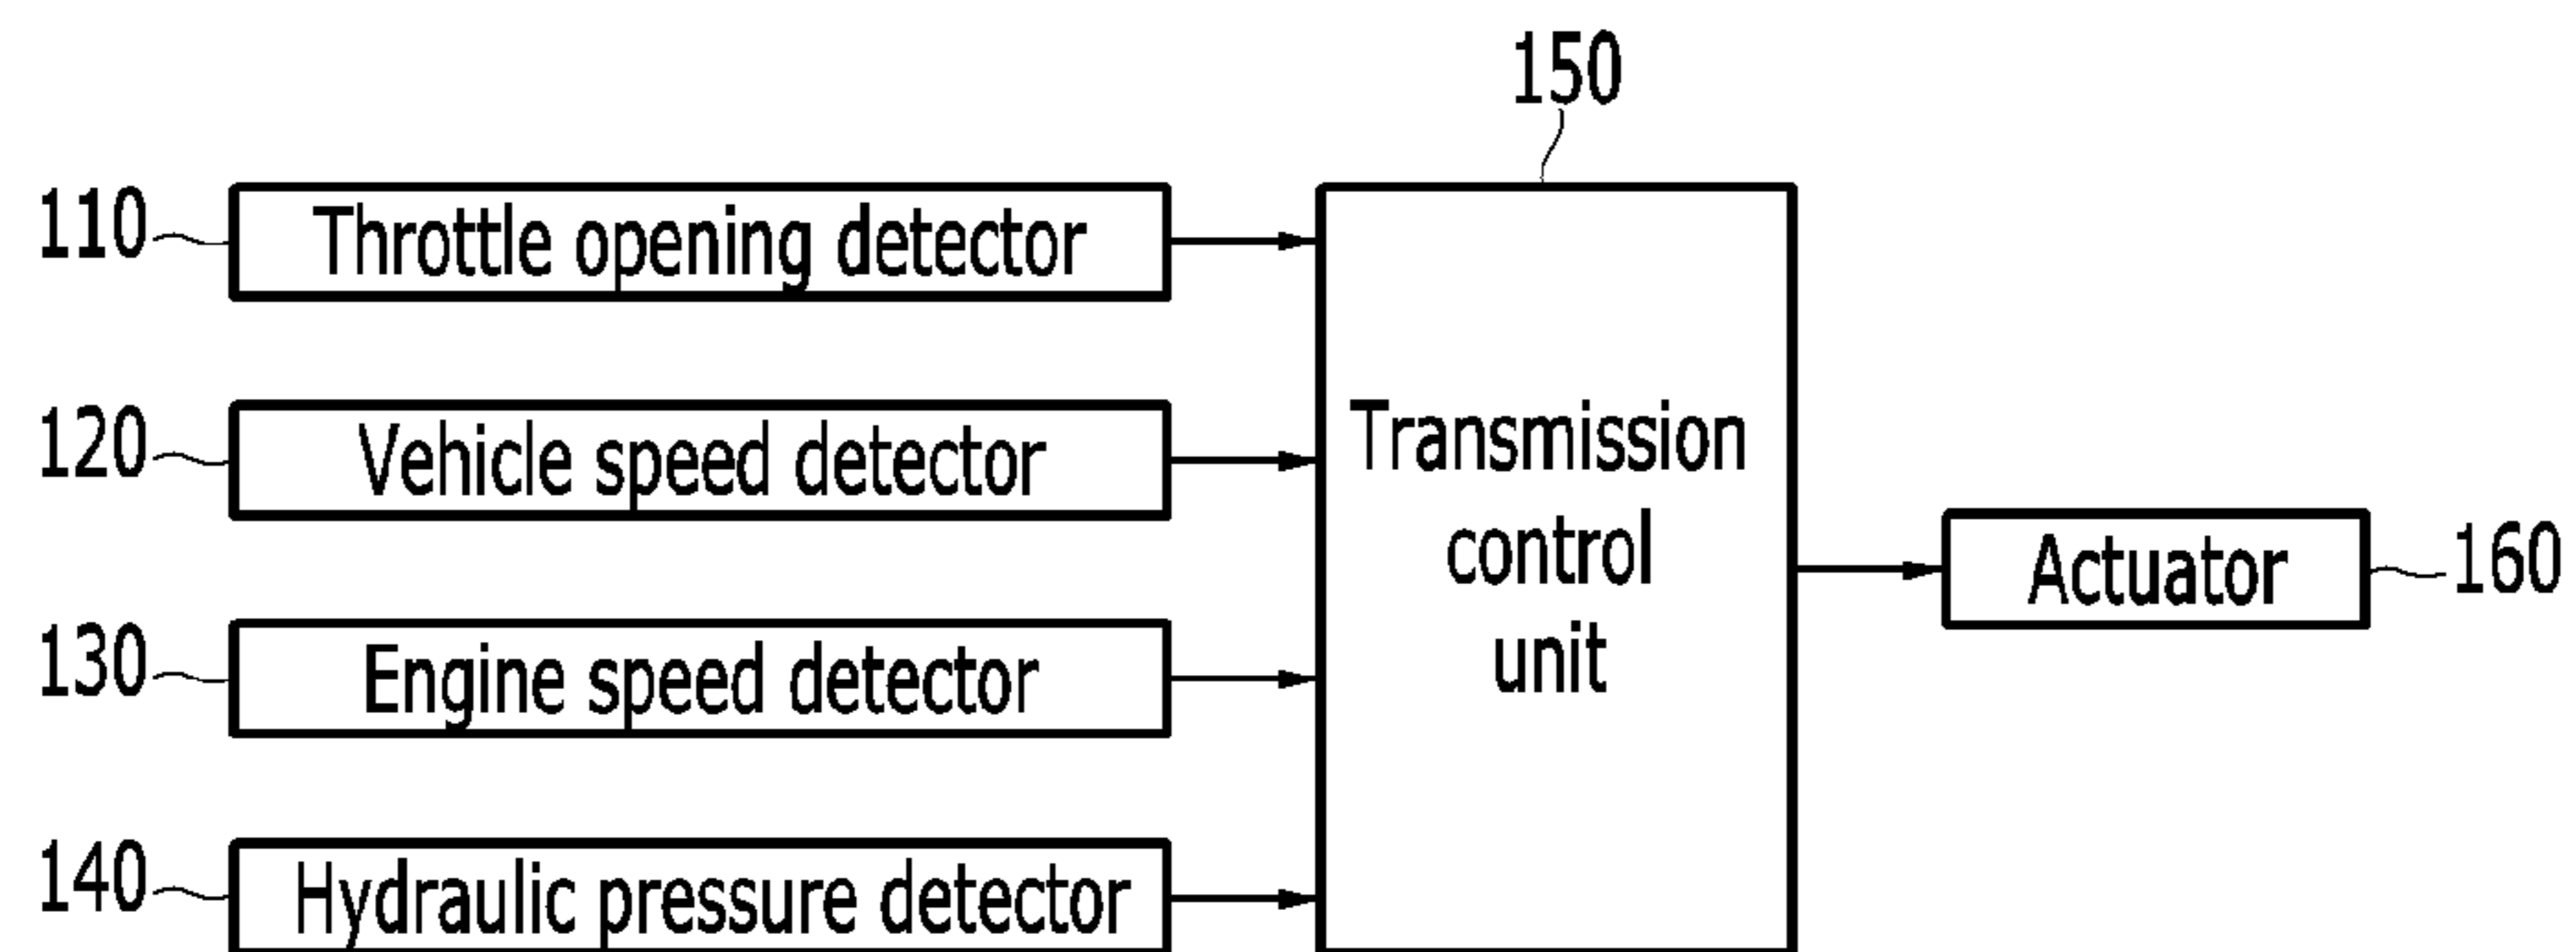 150
110 Throttle opening detector
120 Vehicle speed detector
Transmission
control
unit
130 Engine speed detector
140 Hydraulic pressure detector
Actuator 160